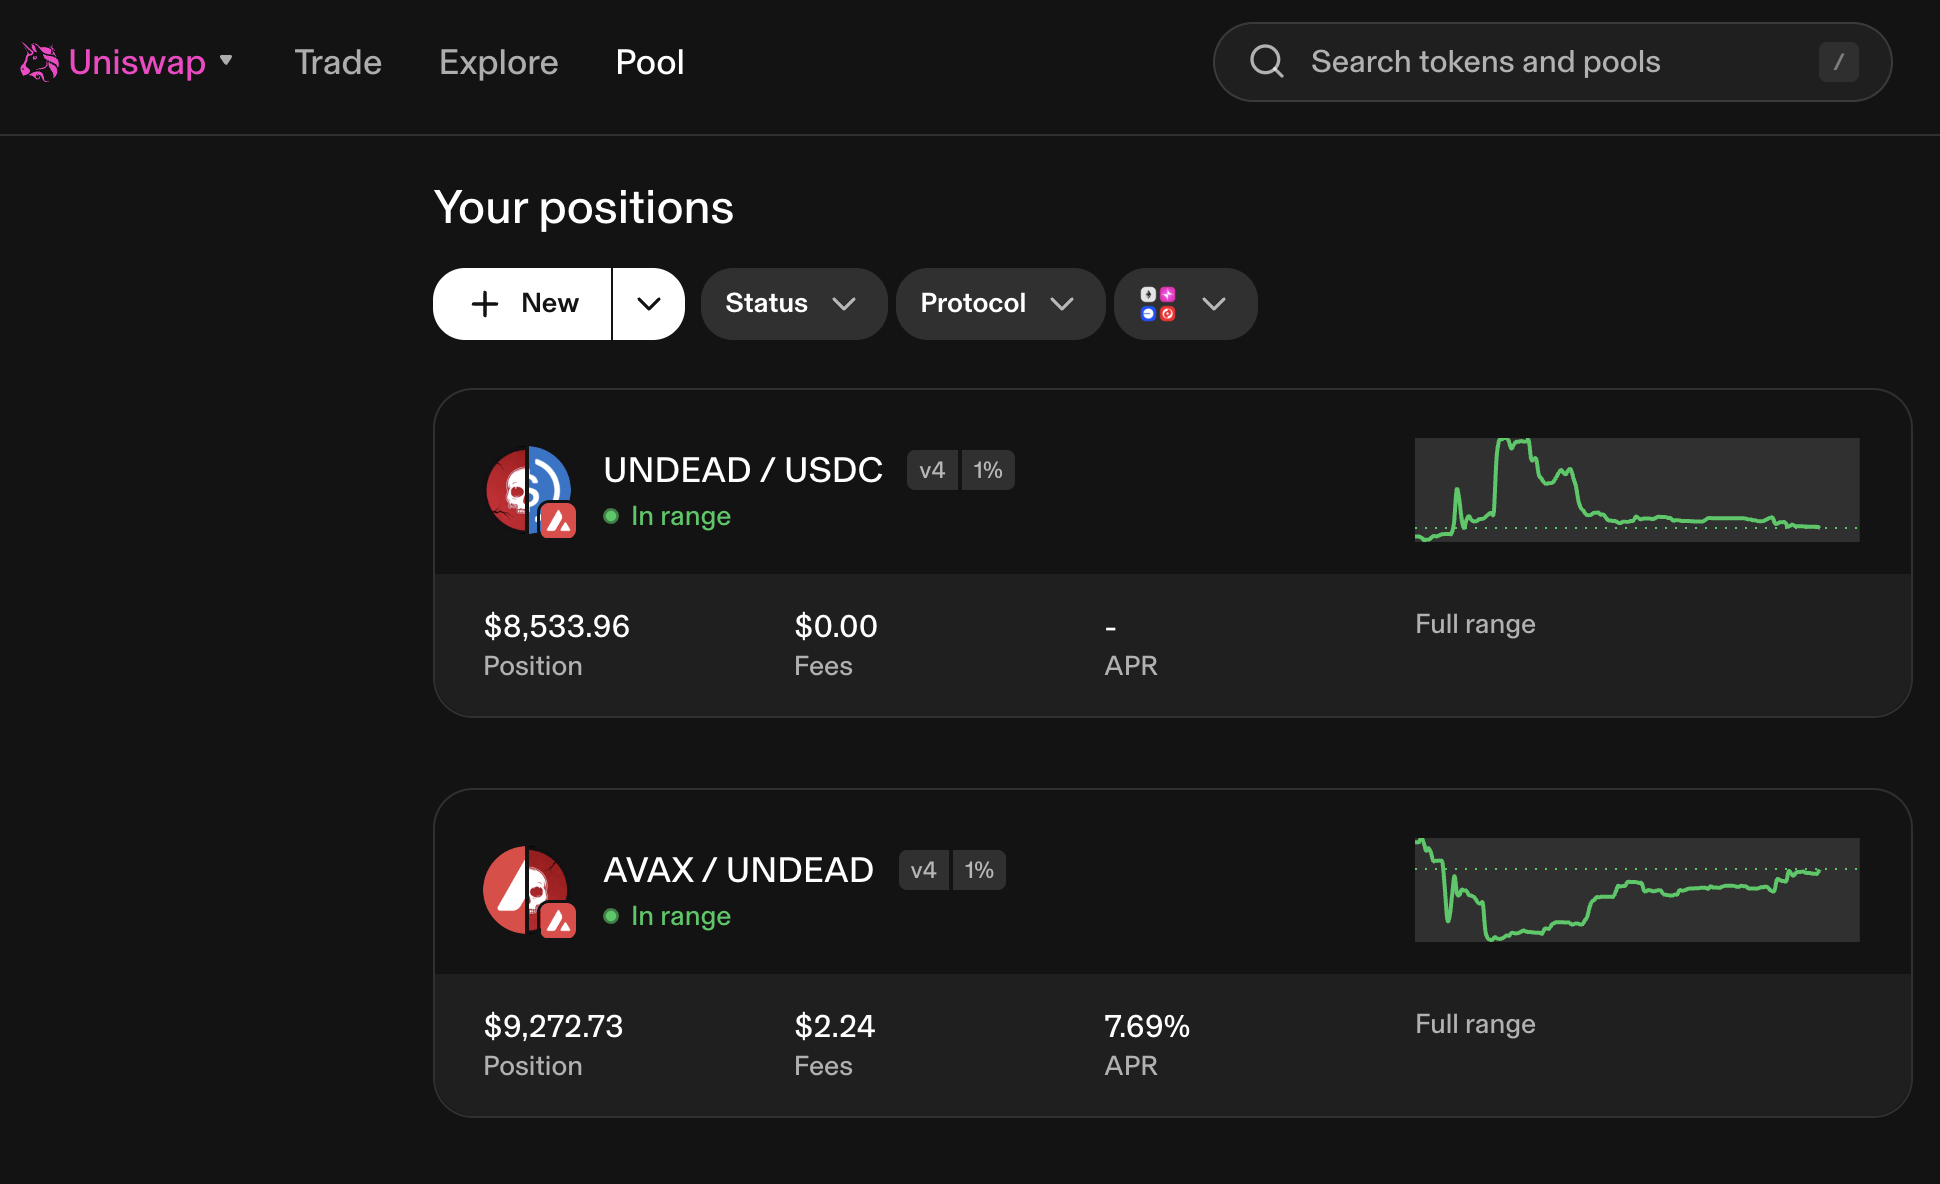 Uniswap Trade Explore Pool Search tokens and pools /
Your positions
New Status Protocol
UNDEAD / USDC v4 1%
In range
$8,533.96 $0.00 - Full range
Position Fees APR
AVAX / UNDEAD v4 1%
In range
$9,272.73 $2.24 7.69% Full range
Position Fees APR